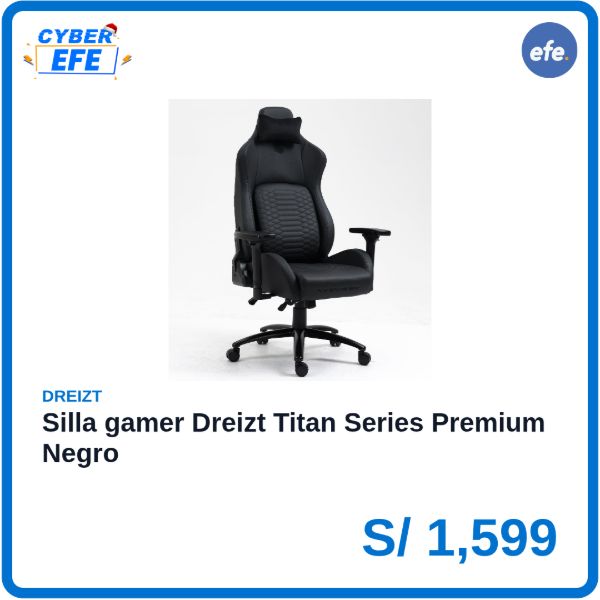 CYBER
EFE
efe.
DREIZT
Silla gamer Dreizt Titan Series Premium
Negro
S/ 1,599